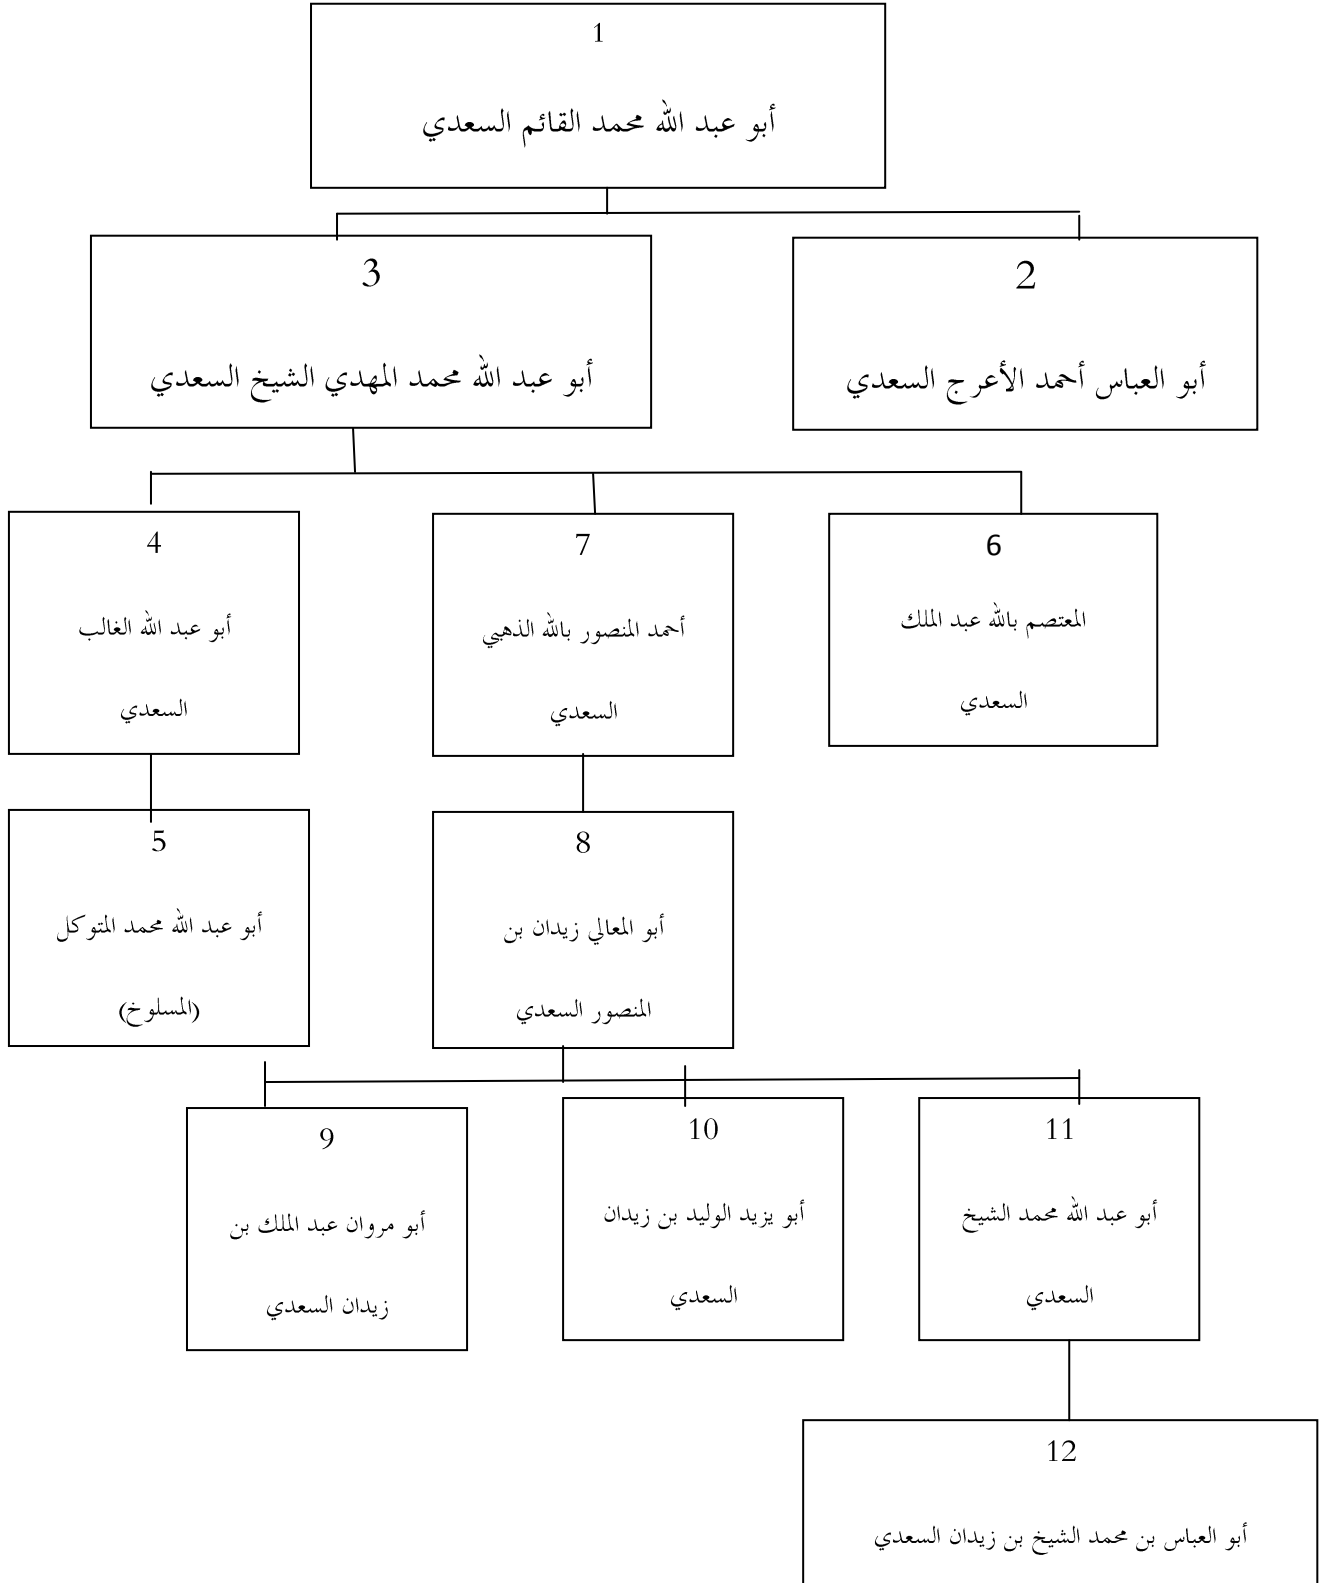 1
أبو عبد الله محمد القائم السعدي
2
أبو العباس أحمد الأعرج السعدي
3
أبو عبد الله محمد المهدي الشيخ السعدي
6
المعتصم بالله عبد الملك
السعدي
7
أحمد المنصور بالله الذهبي
السعدي
4
أبو عبد الله الغالب
السعدي
8
أبو المعالي زيدان بن
المنصور السعدي
5
أبو عبد الله محمد المتوكل
(المسلوخ)
11
أبو عبد الله محمد الشيخ
السعدي
10
أبو يزيد الوليد بن زيدان
السعدي
9
أبو مروان عبد الملك بن
زيدان السعدي
12
أبو العباس بن محمد الشيخ بن زيدان السعدي